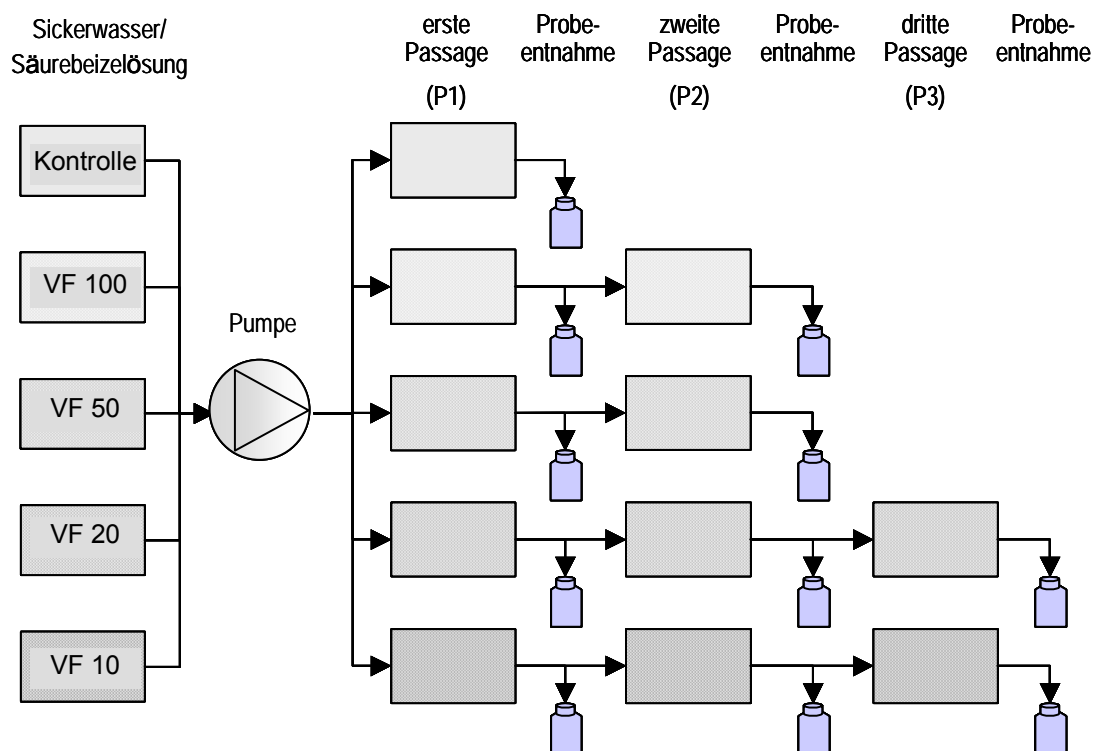 Sickerwasser/
Säurebeizelösung
erste
Passage
(P1)
Probe-
entnahme
zweite
Passage
(P2)
Probe-
entnahme
dritte
Passage
(P3)
Probe-
entnahme
Kontrolle
VF 100
VF 50
VF 20
VF 10
Pumpe